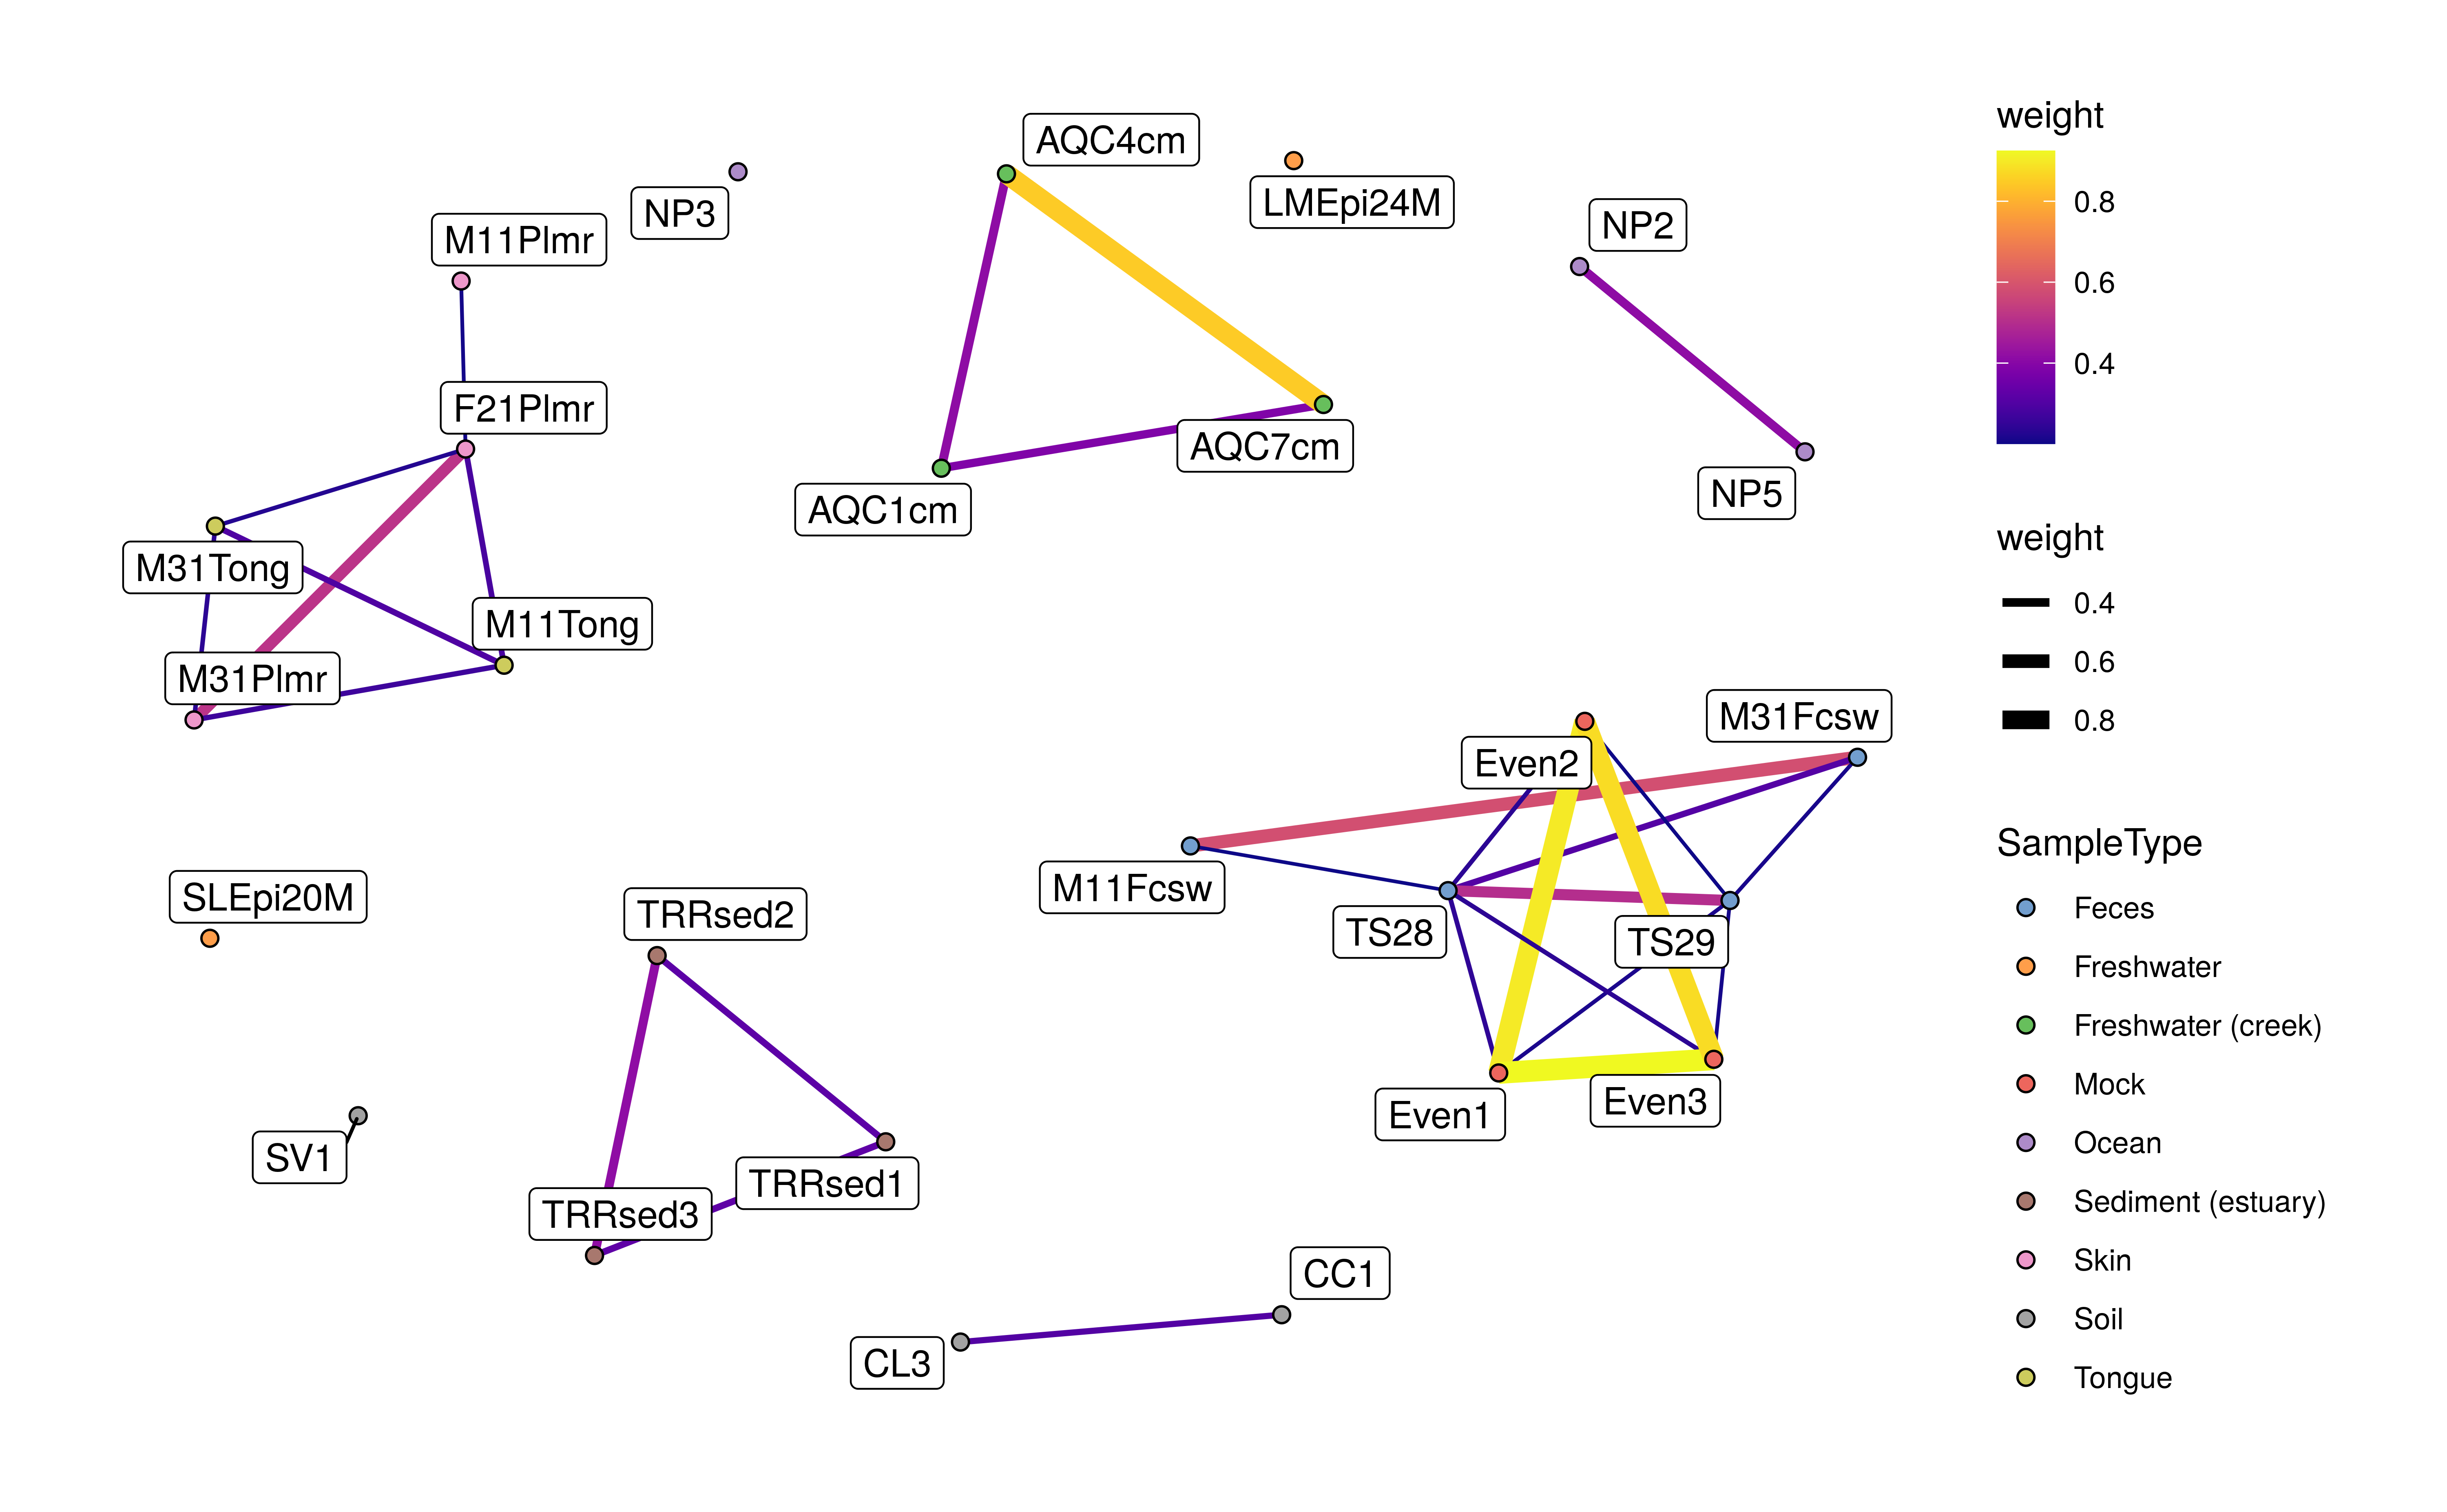 AQC4cm
LMEpi24M
NP3
M11Plmr
NP2
F21Plmr
AQC7cm
NP5
AQC1cm
M31Tong
M11Tong
M31Plmr
M31Fcsw
Even2
M11Fcsw
SLEpi20M
TRRsed2
TS28
TS29
Even3
Even1
SV1
TRRsed1
TRRsed3
CC1
CL3
weight
0.8
0.6
0.4
weight
0.4
0.6
0.8
SampleType
Feces
Freshwater
Freshwater (creek)
Mock
Ocean
Sediment (estuary)
Skin
Soil
Tongue